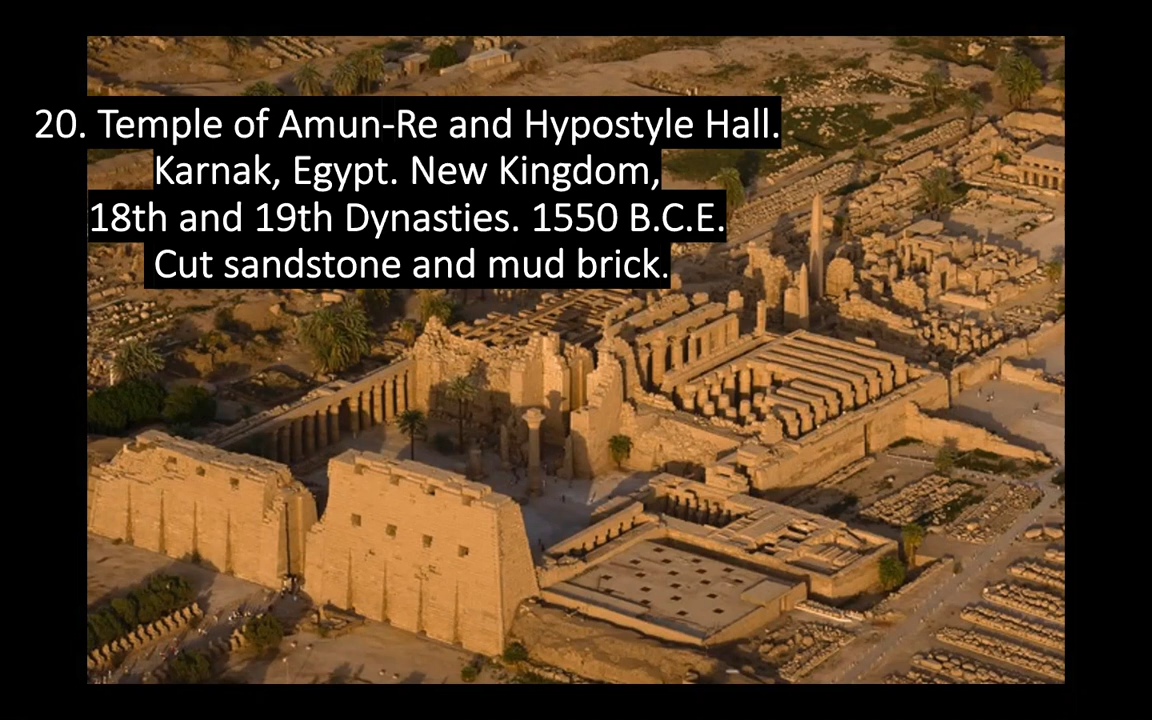 20. Temple of Amun-Re and Hypostyle Hall.
Karnak, Egypt. New Kingdom,
18th and 19th Dynasties. 1550 B.C.E.
Cut sandstone and mud brick.